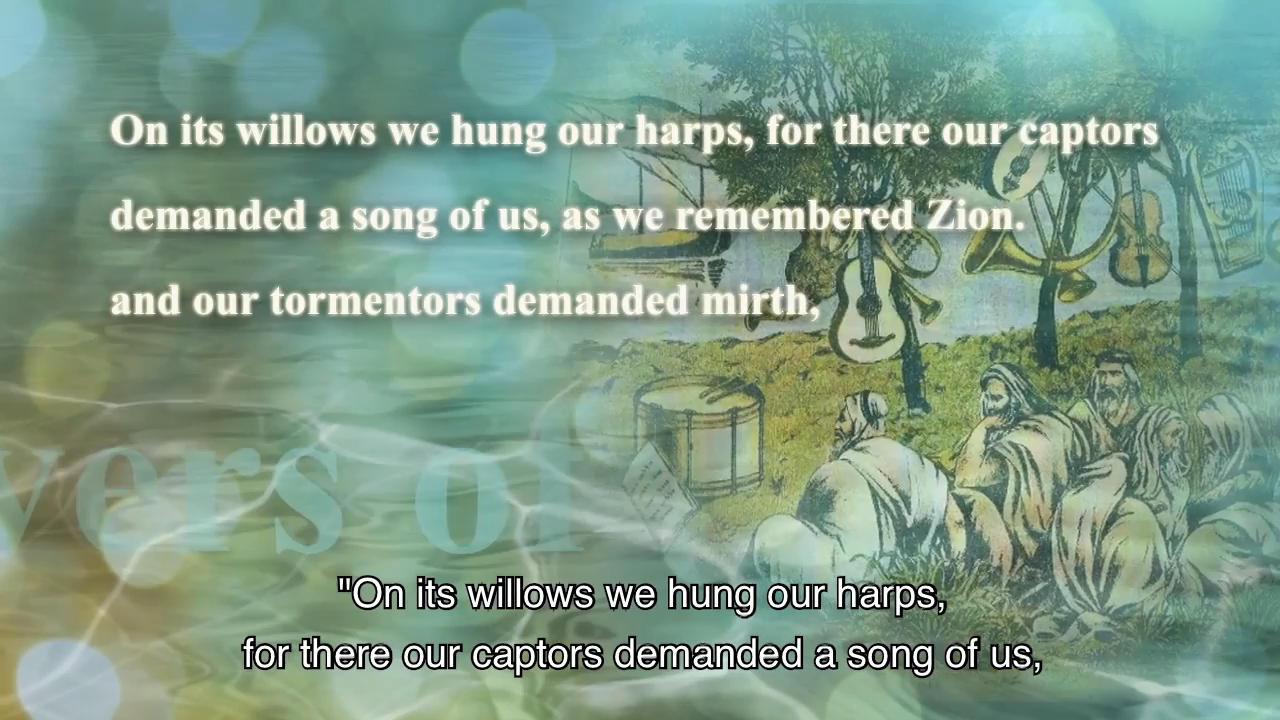 On its willows we hung our harps, for there our captors
demanded a song of us, as we remembered Zion.
and our tormentors demanded mirth,
vers of
"On its willows we hung our harps,
for there our captors demanded a song of us,